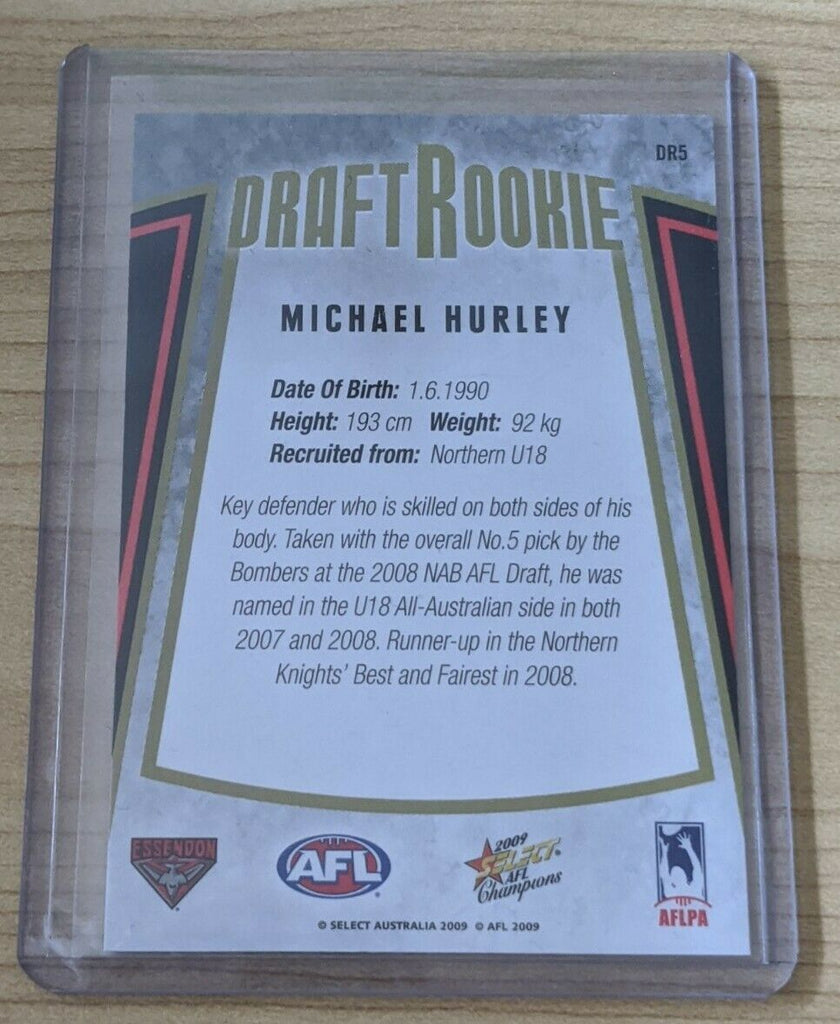 DR5
DRAFT ROOKIE
MICHAEL HURLEY
Date Of Birth: 1.6.1990
Height: 193 cm Weight: 92 kg
Recruited from: Northern U18
Key defender who is skilled on both sides of his
body. Taken with the overall No.5 pick by the
Bombers at the 2008 NAB AFL Draft, he was
named in the U18 All-Australian side in both
2007 and 2008. Runner-up in the Northern
Knights' Best and Fairest in 2008.
ESSENDON
AFL
2009
SELECT
AFL
Champions
AFLPA
© SELECT AUSTRALIA 2009 © AFL 2009